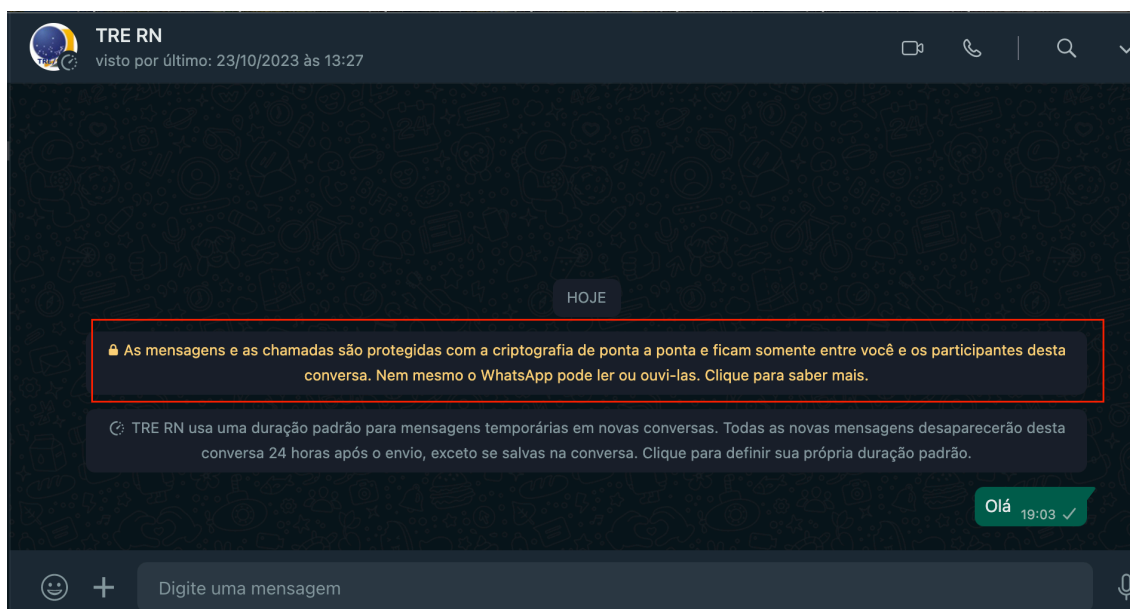 TRE RN
visto por último: 23/10/2023 às 13:27
HOJE
As mensagens e as chamadas são protegidas com a criptografia de ponta a ponta e ficam somente entre você e os participantes desta
conversa. Nem mesmo o WhatsApp pode ler ou ouvi-las. Clique para saber mais.
TRE RN usa uma duração padrão para mensagens temporárias em novas conversas. Todas as novas mensagens desaparecerão desta
conversa 24 horas após o envio, exceto se salvas na conversa. Clique para definir sua própria duração padrão.
Olá 19:03
Digite uma mensagem